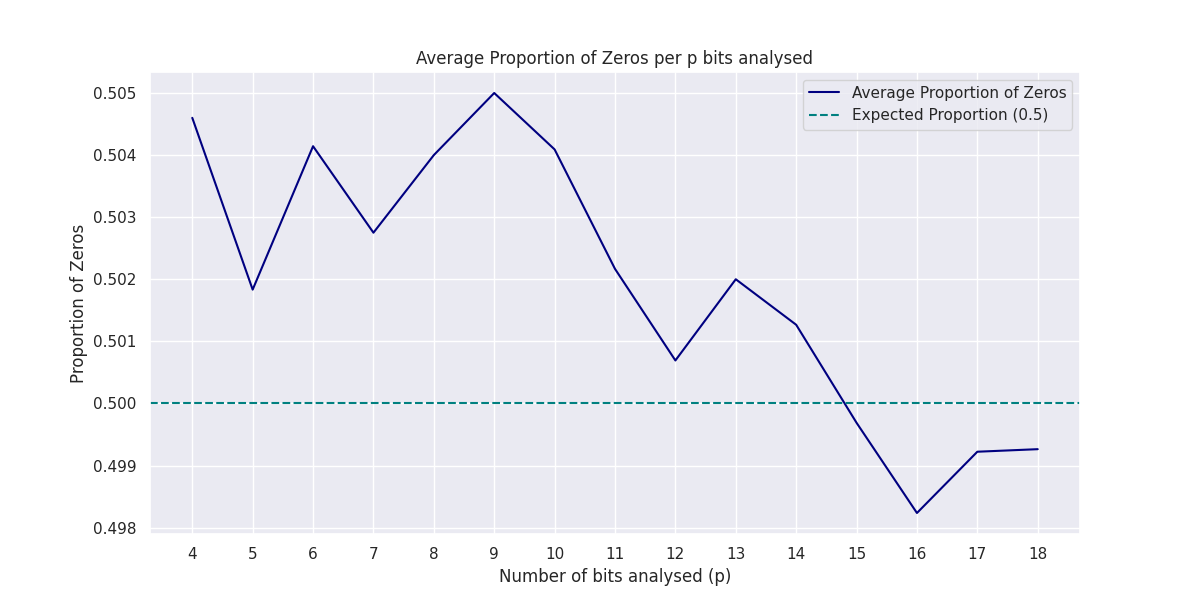 Average Proportion of Zeros per p bits analysed
Average Proportion of Zeros
Expected Proportion (0.5)
Proportion of Zeros
0.505
0.504
0.503
0.502
0.501
0.500
0.499
0.498
4 5 6 7 8 9 10 11 12 13 14 15 16 17 18
Number of bits analysed (p)